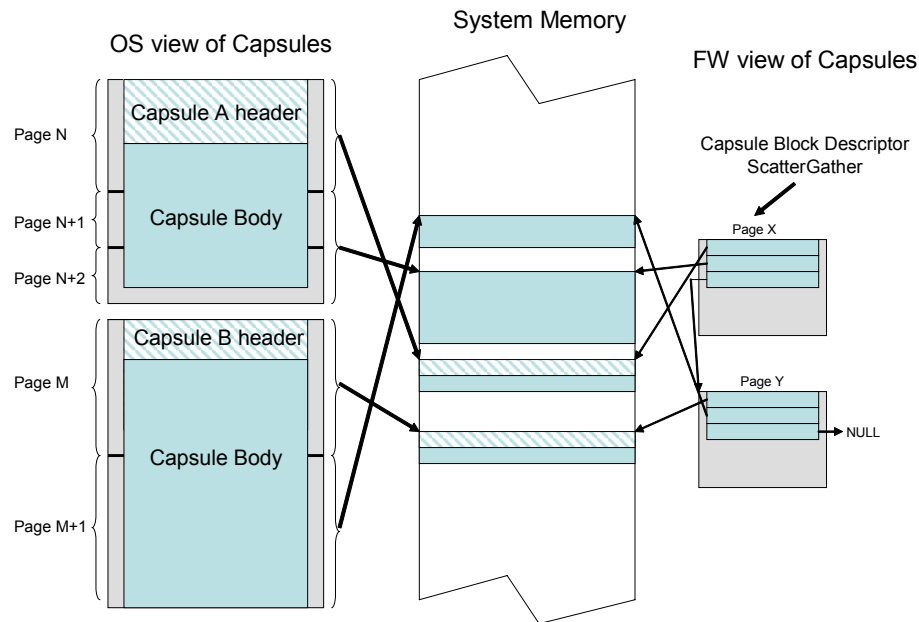 System Memory
OS view of Capsules
FW view of Capsules
Capsule A header
Page N
Capsule Block Descriptor
ScatterGather
Capsule Body
Page N+1
Page X
Page N+2
Capsule B header
Page M
Page Y
NULL
Capsule Body
Page M+1